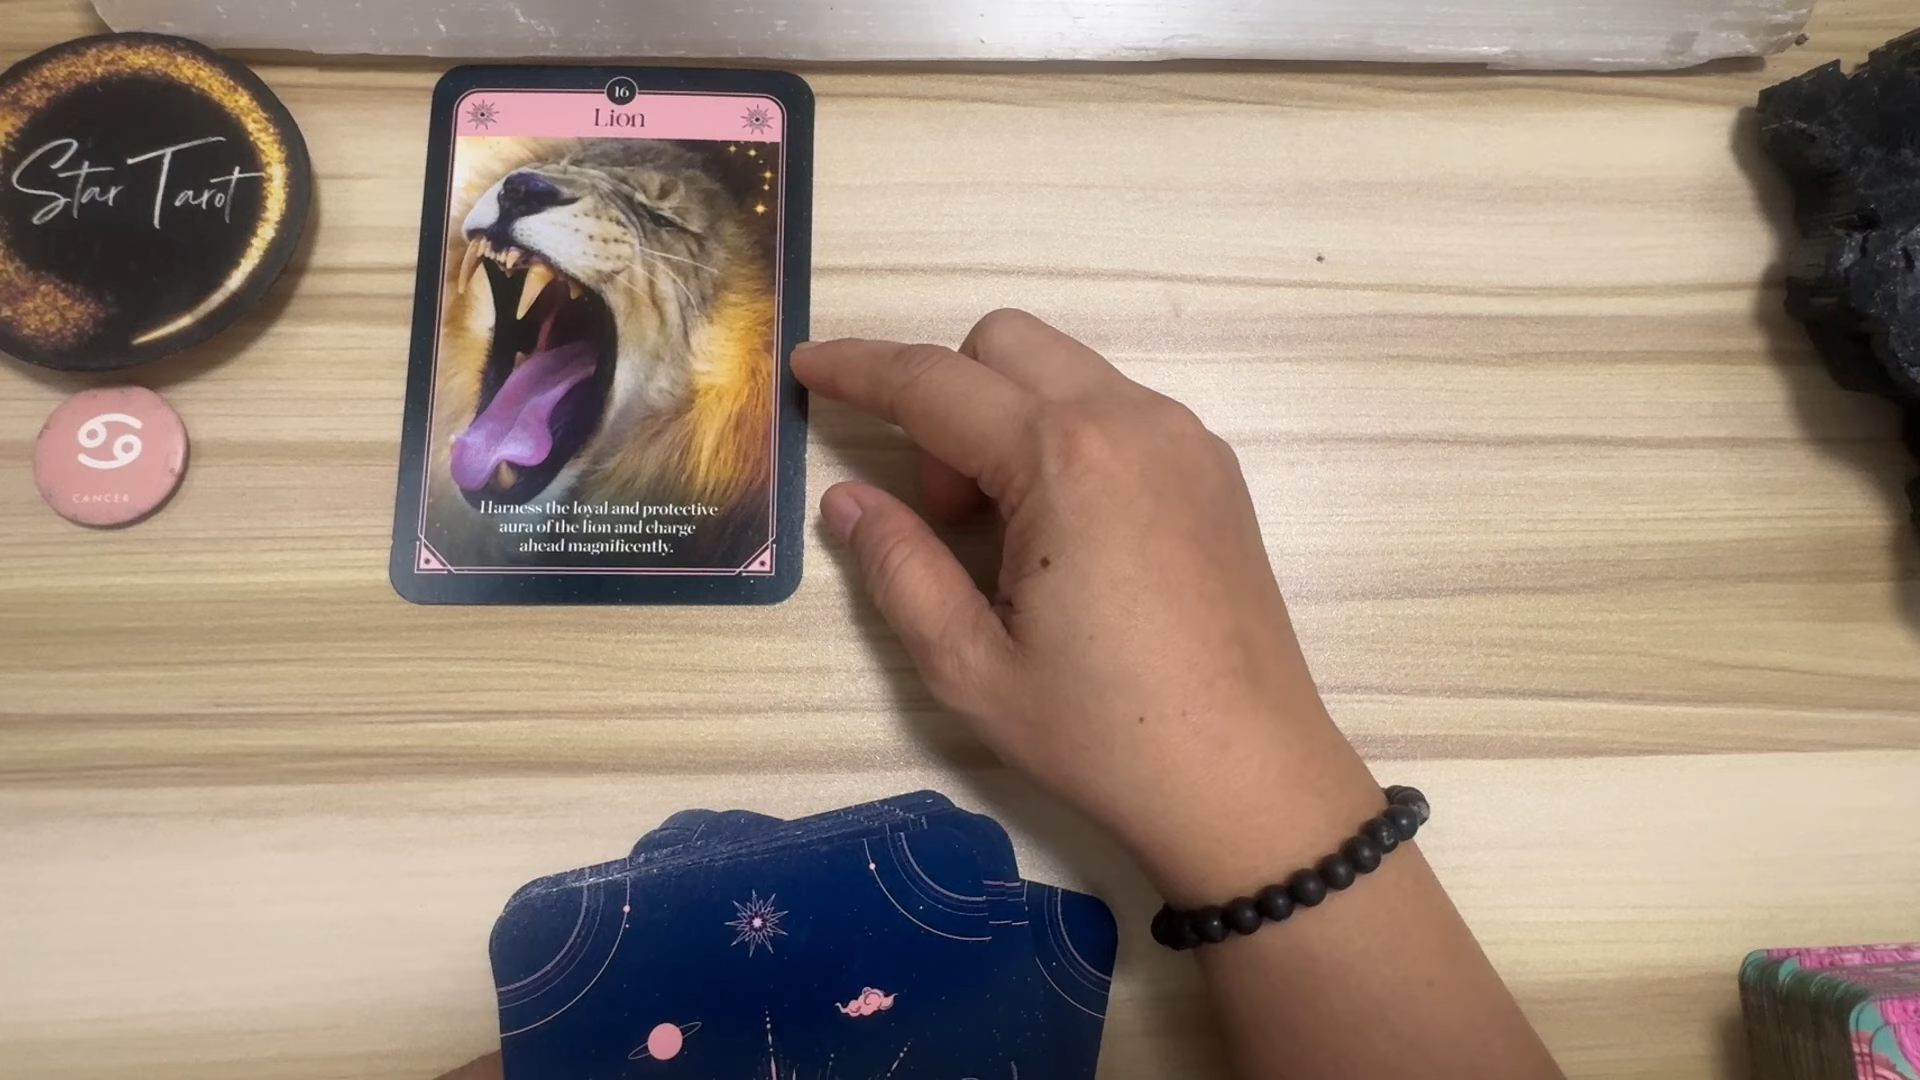 Star Tarot
CANCER
16
Lion
Harness the loyal and protective
aura of the lion and charge
ahead magnificently.